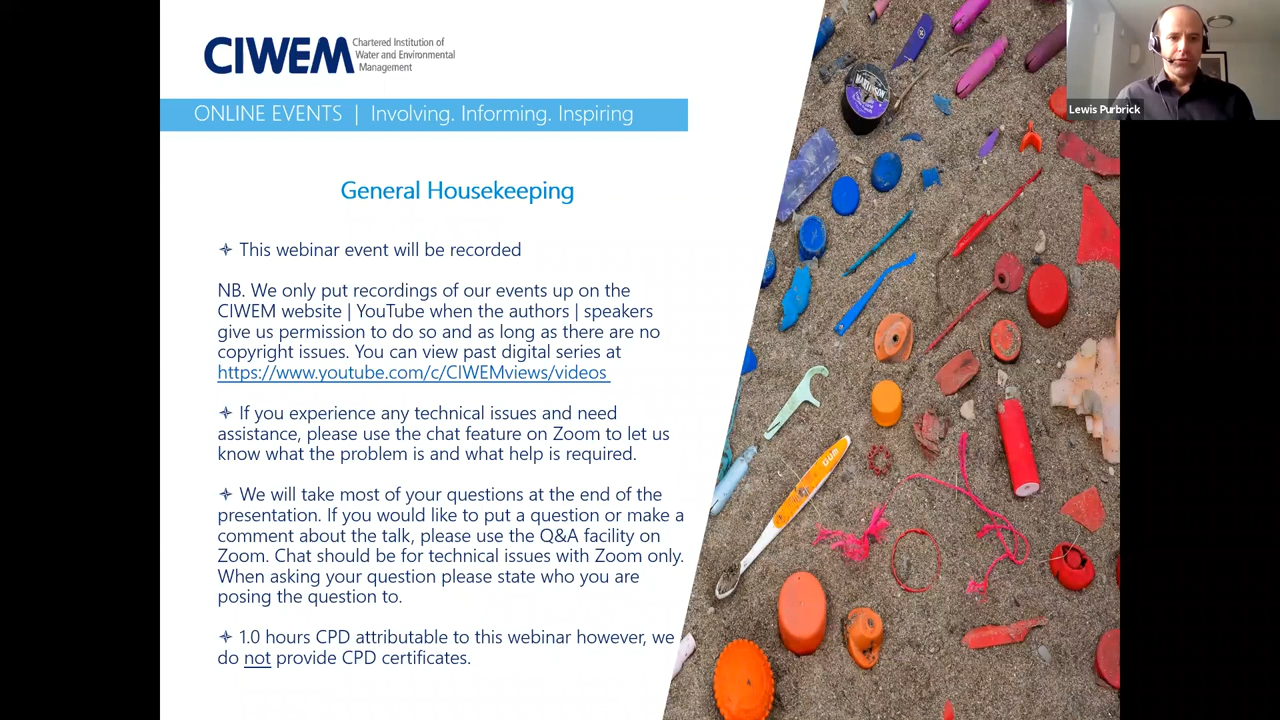 CIWEM
Chartered Institution of
Water and Environmental
Management
Lewis Purbrick
ONLINE EVENTS | Involving. Informing. Inspiring
General Housekeeping
This webinar event will be recorded
NB. We only put recordings of our events up on the
CIWEM website | YouTube when the authors | speakers
give us permission to do so and as long as there are no
copyright issues. You can view past digital series at
https://www.youtube.com/c/CIWEMviews/videos
If you experience any technical issues and need
assistance, please use the chat feature on Zoom to let us
know what the problem is and what help is required.
We will take most of your questions at the end of the
presentation. If you would like to put a question or make a
comment about the talk, please use the Q&A facility on
Zoom. Chat should be for technical issues with Zoom only.
When asking your question please state who you are
posing the question to.
1.0 hours CPD attributable to this webinar however, we
do not provide CPD certificates.
GUM